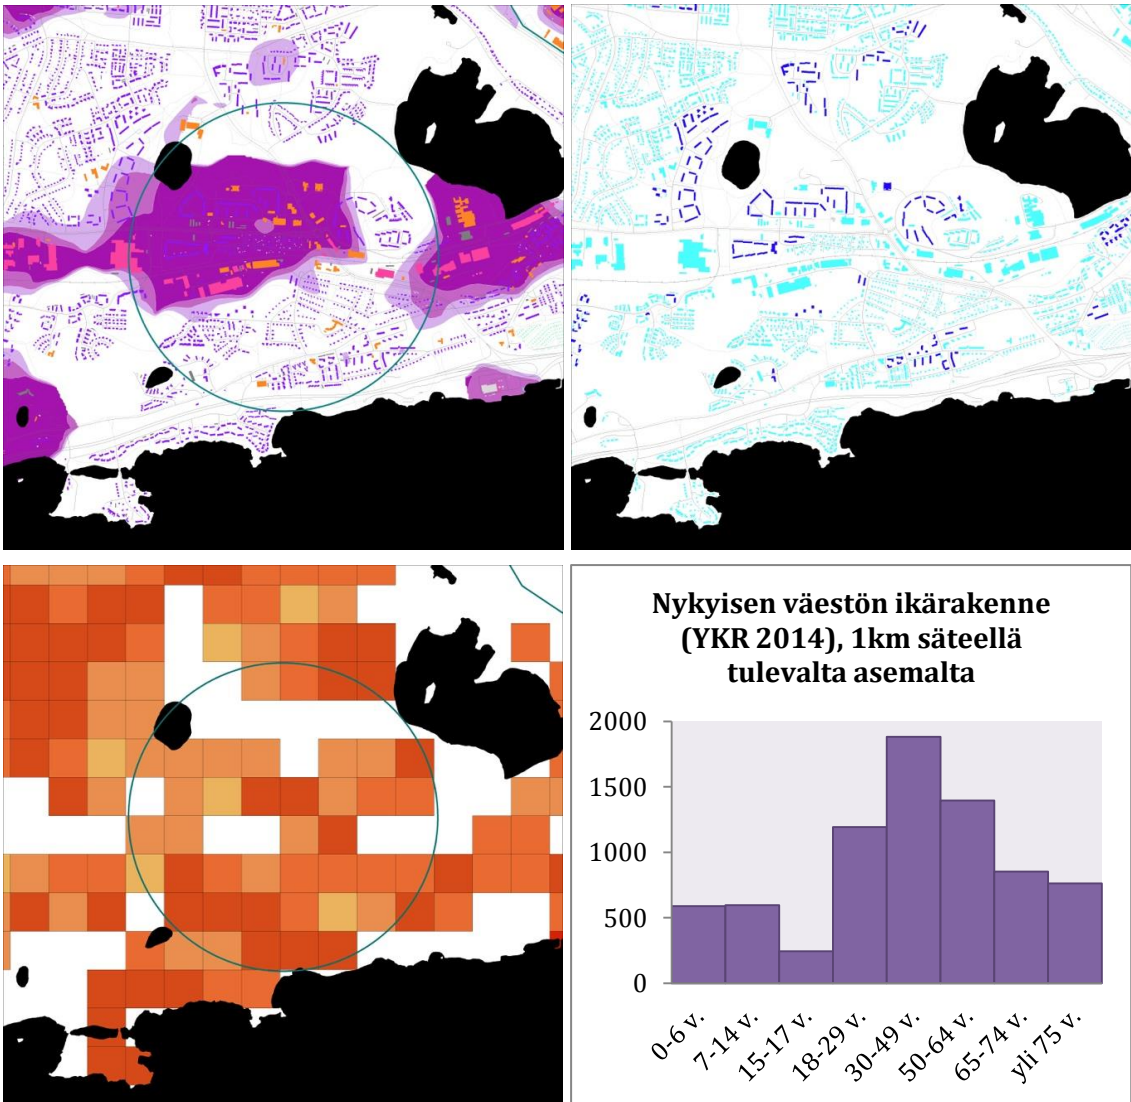 Nykyisen väestön ikärakenne
(YKR 2014), 1km säteellä
tulevalta asemalta
2000
1500
1000
500
0
0-6 v.
7-14 v.
15-17 v.
18-29 v.
30-49 v.
50-64 v.
65-74 v.
yli 75 v.